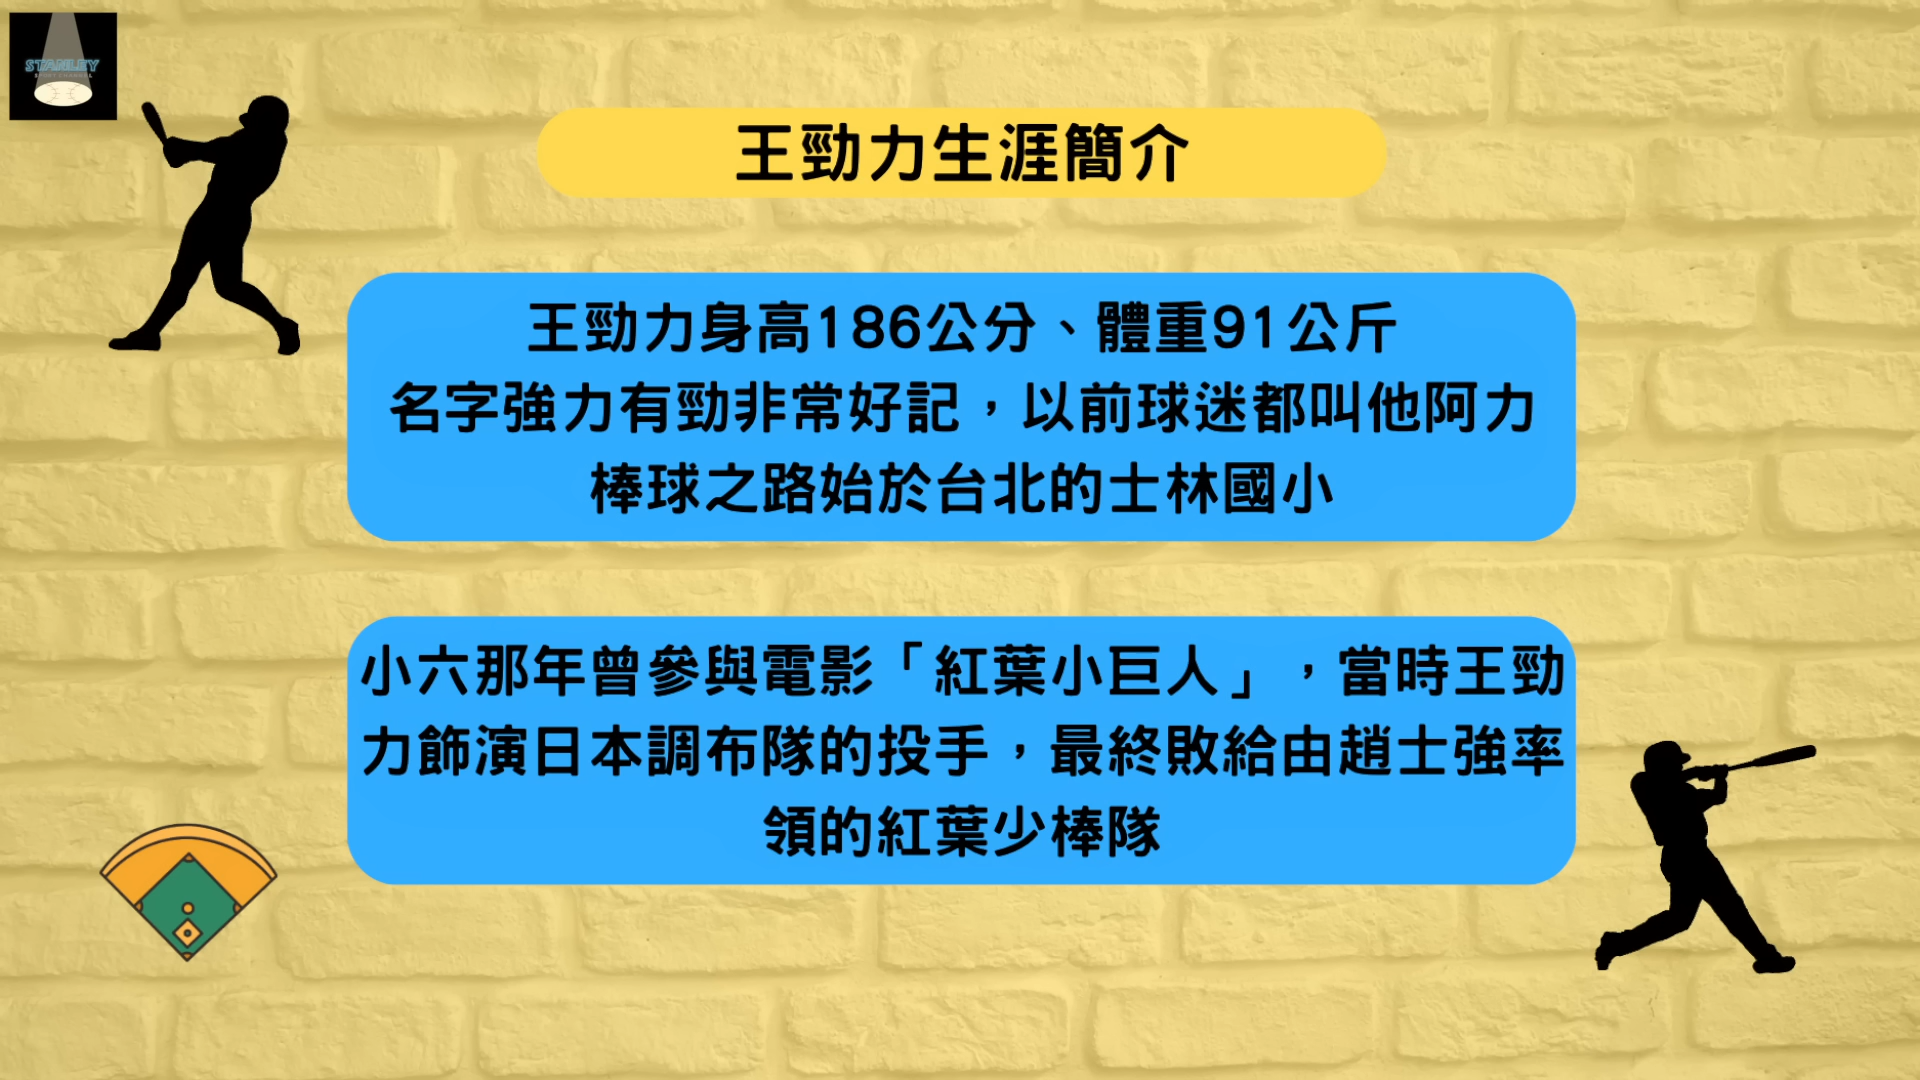 STANLEY
王勁力生涯簡介
王勁力身高186公分、體重91公斤
名字強力有勁非常好記，以前球迷都叫他阿力
棒球之路始於台北的士林國小
小六那年曾參與電影「紅葉小巨人」，當時王勁
力飾演日本調布隊的投手，最終敗給由趙士強率
領的紅葉少棒隊